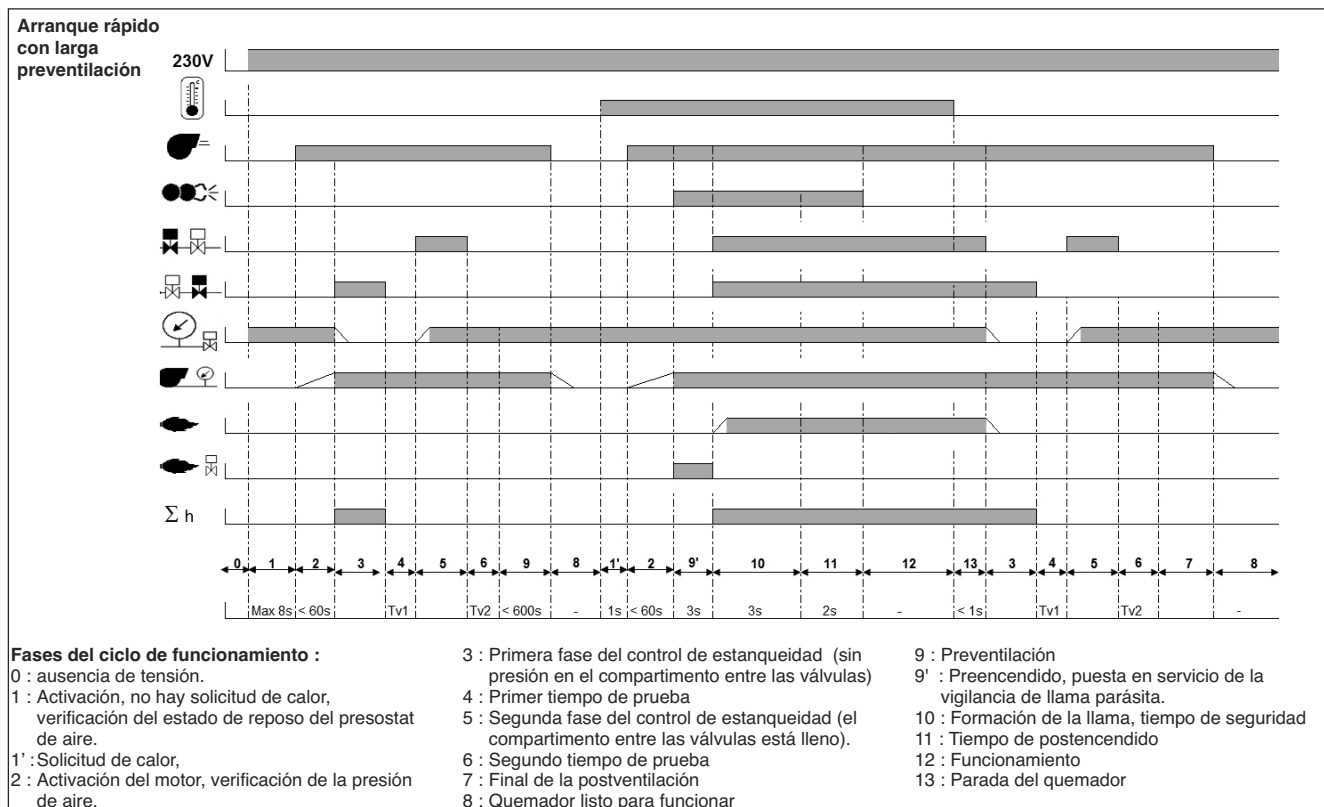 Arranque rápido
con larga
preventilación
230V
Σ h
0 1 2 3 4 5 6 9 8 1' 2 9' 10 11 12 13 3 4 5 6 7 8
Max 8s < 60s Tv1 Tv2 < 600s - 1s < 60s 3s 3s 2s - < 1s Tv1 Tv2 -
Fases del ciclo de funcionamiento :
0 : ausencia de tensión.
1 : Activación, no hay solicitud de calor,
verificación del estado de reposo del presostat
de aire.
1' : Solicitud de calor,
2 : Activación del motor, verificación de la presión
de aire.
3 : Primera fase del control de estanqueidad (sin
presión en el compartimento entre las válvulas)
4 : Primer tiempo de prueba
5 : Segunda fase del control de estanqueidad (el
compartimento entre las válvulas está lleno).
6 : Segundo tiempo de prueba
7 : Final de la postventilación
8 : Quemador listo para funcionar
9 : Preventilación
9' : Preencendido, puesta en servicio de la
vigilancia de llama parásita.
10 : Formación de la llama, tiempo de seguridad
11 : Tiempo de postencendido
12 : Funcionamiento
13 : Parada del quemador